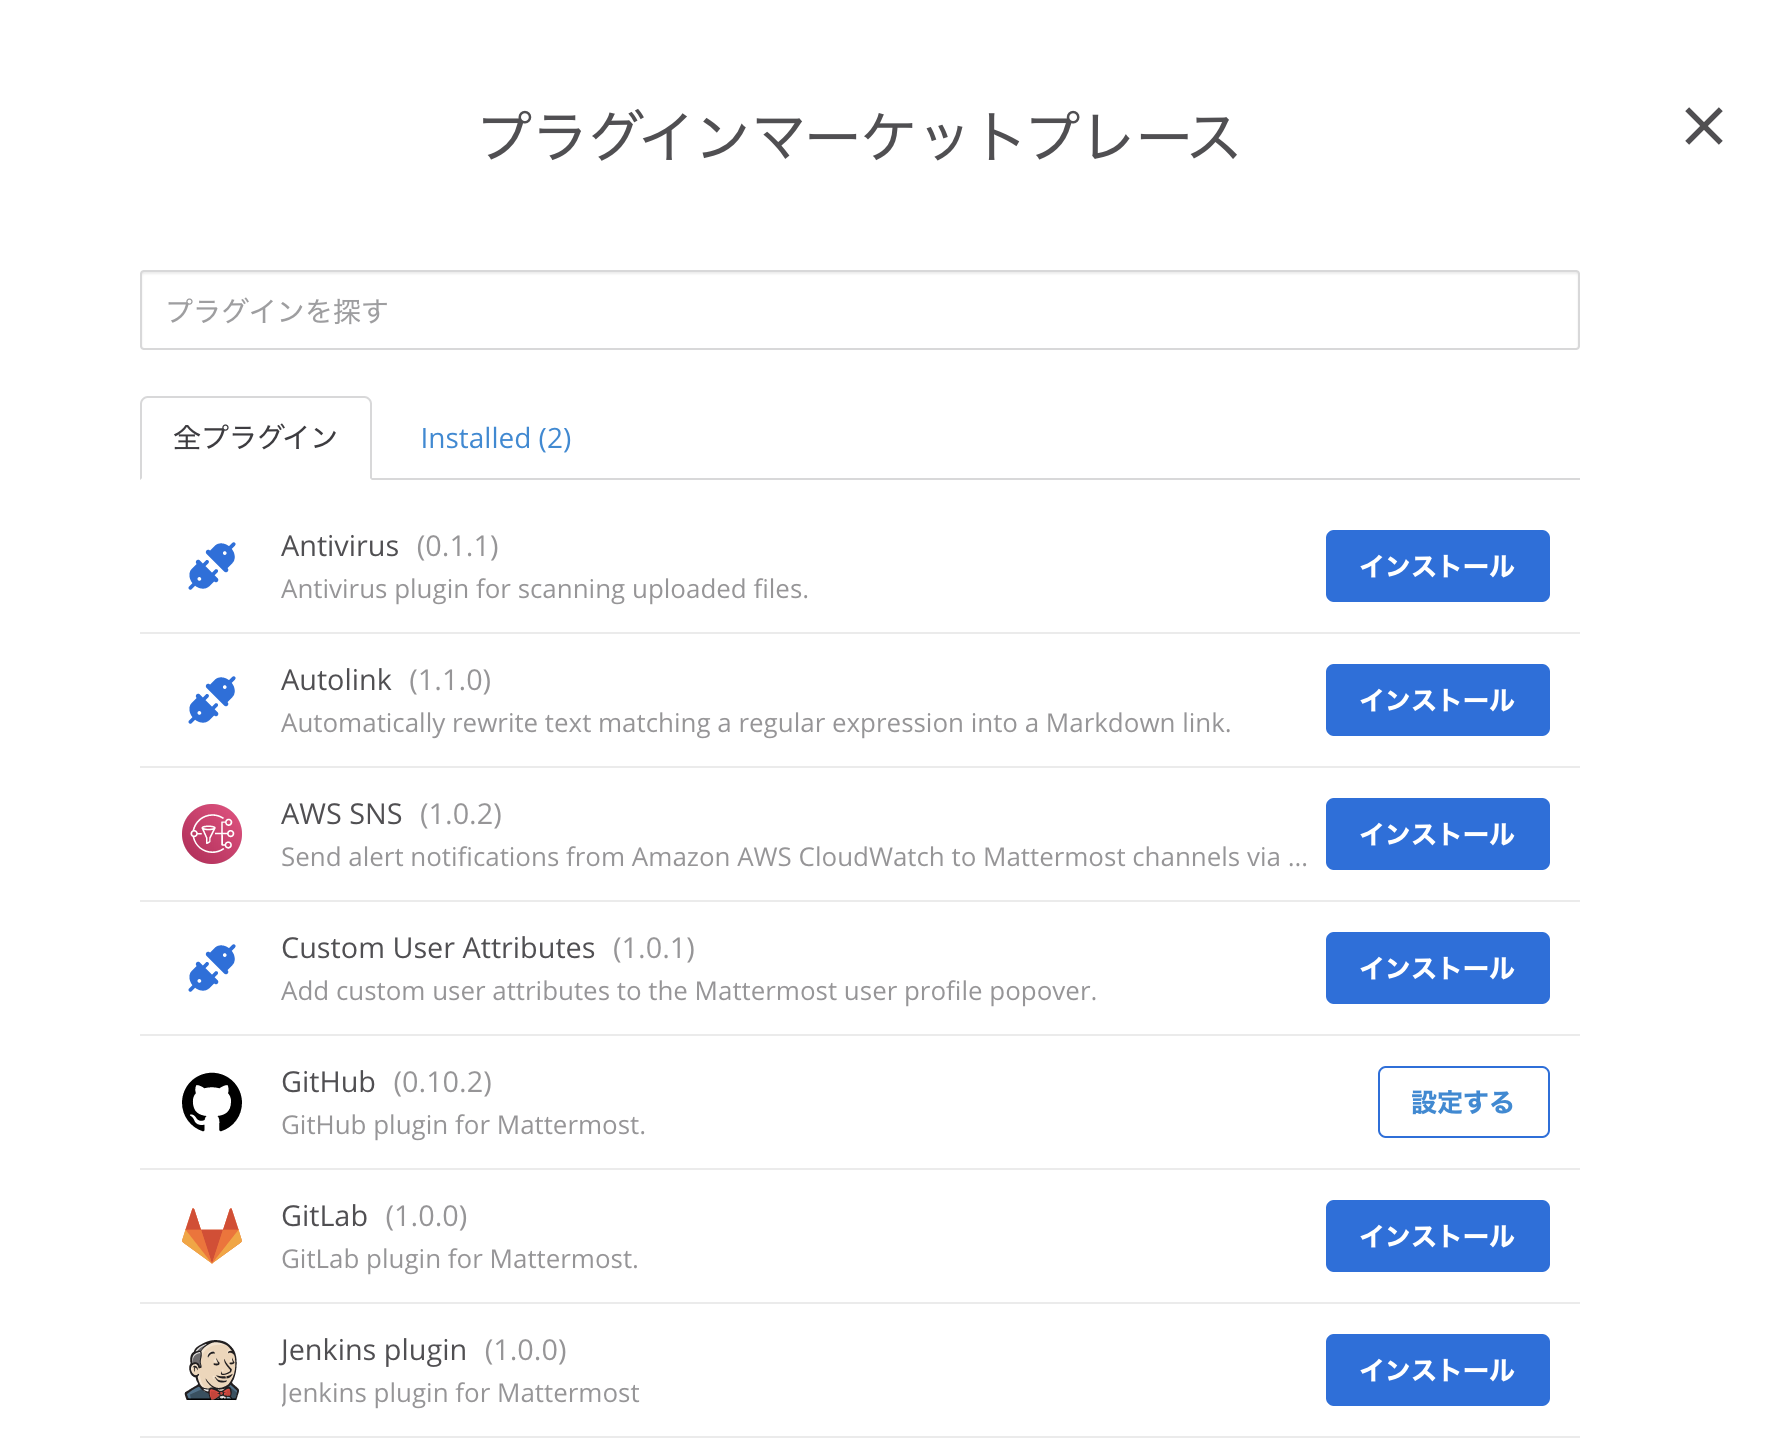 プラグインマーケットプレース
プラグインを探す
全プラグイン Installed (2)
Antivirus (0.1.1)
Antivirus plugin for scanning uploaded files.
インストール
Autolink (1.1.0)
Automatically rewrite text matching a regular expression into a Markdown link.
インストール
AWS SNS (1.0.2)
Send alert notifications from Amazon AWS CloudWatch to Mattermost channels via ...
インストール
Custom User Attributes (1.0.1)
Add custom user attributes to the Mattermost user profile popover.
インストール
GitHub (0.10.2)
GitHub plugin for Mattermost.
設定する
GitLab (1.0.0)
GitLab plugin for Mattermost.
インストール
Jenkins plugin (1.0.0)
Jenkins plugin for Mattermost
インストール